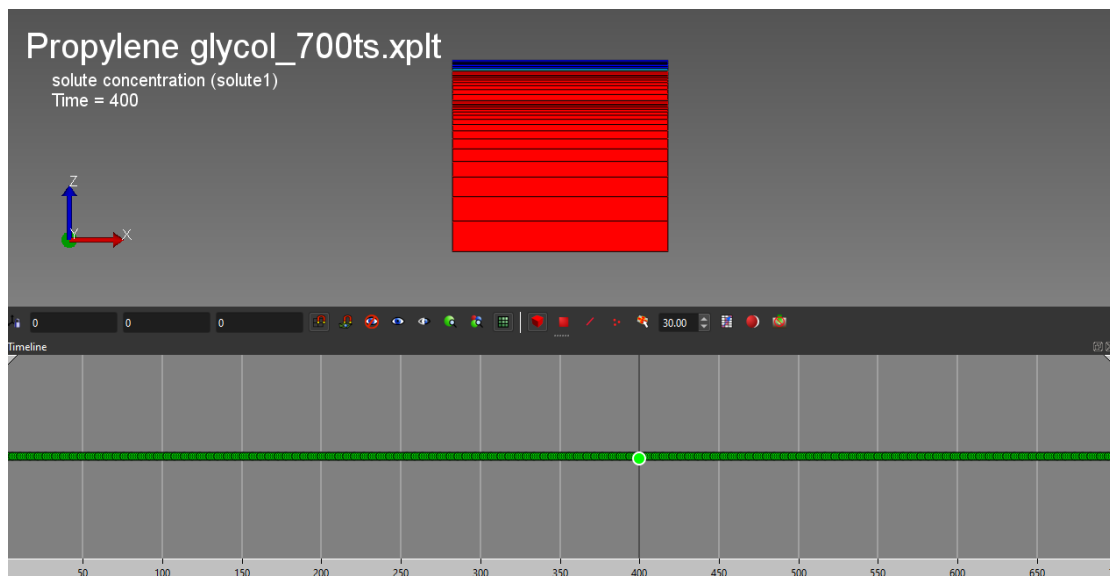 Propylene glycol_700ts.xplt
solute concentration (solute1)
Time = 400
Z
Y
X
0 0 0 30.00
Timeline
50 100 150 200 250 300 350 400 450 500 550 600 650